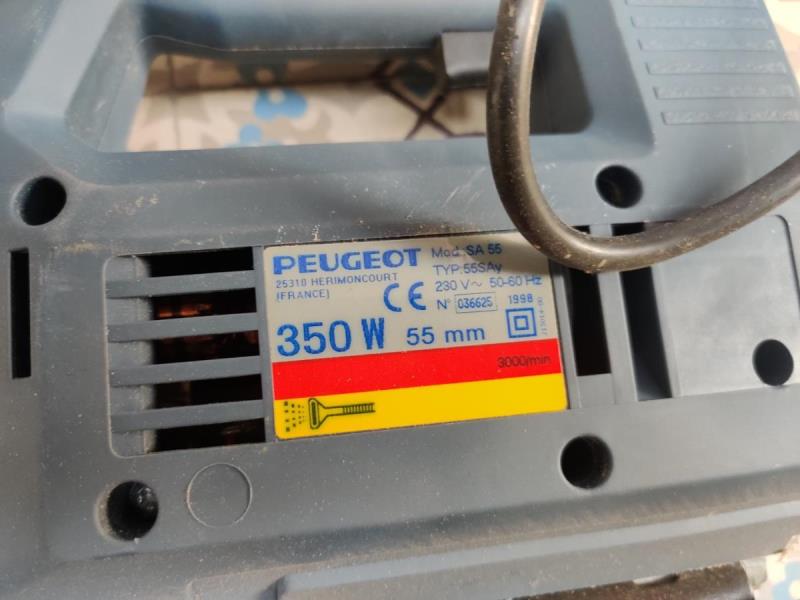 PEUGEOT Mod. SA 55
25310 HERIMONCOURT TYP: 55SAy
(FRANCE) 230 V~ 50-60 Hz
CE N° 036625 1998
350 W 55 mm
3000/min